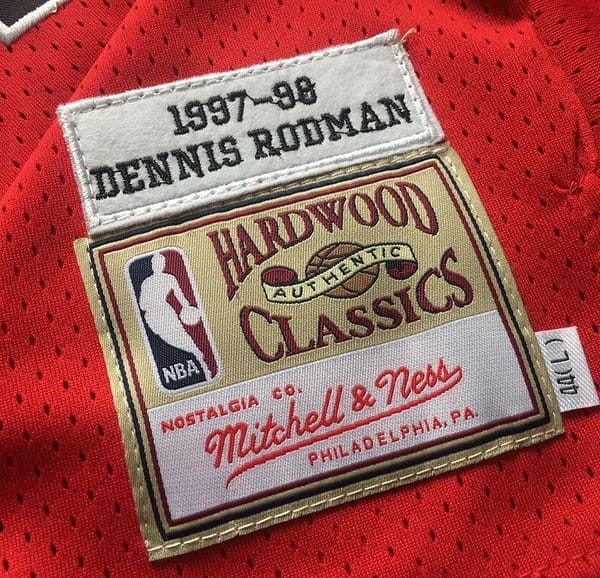 1997-98
DENNIS RODMAN
HARDWOOD
AUTHENTIC
CLASSICS
NBA
NOSTALGIA CO.
Mitchell & Ness
PHILADELPHIA, PA.
44(L)